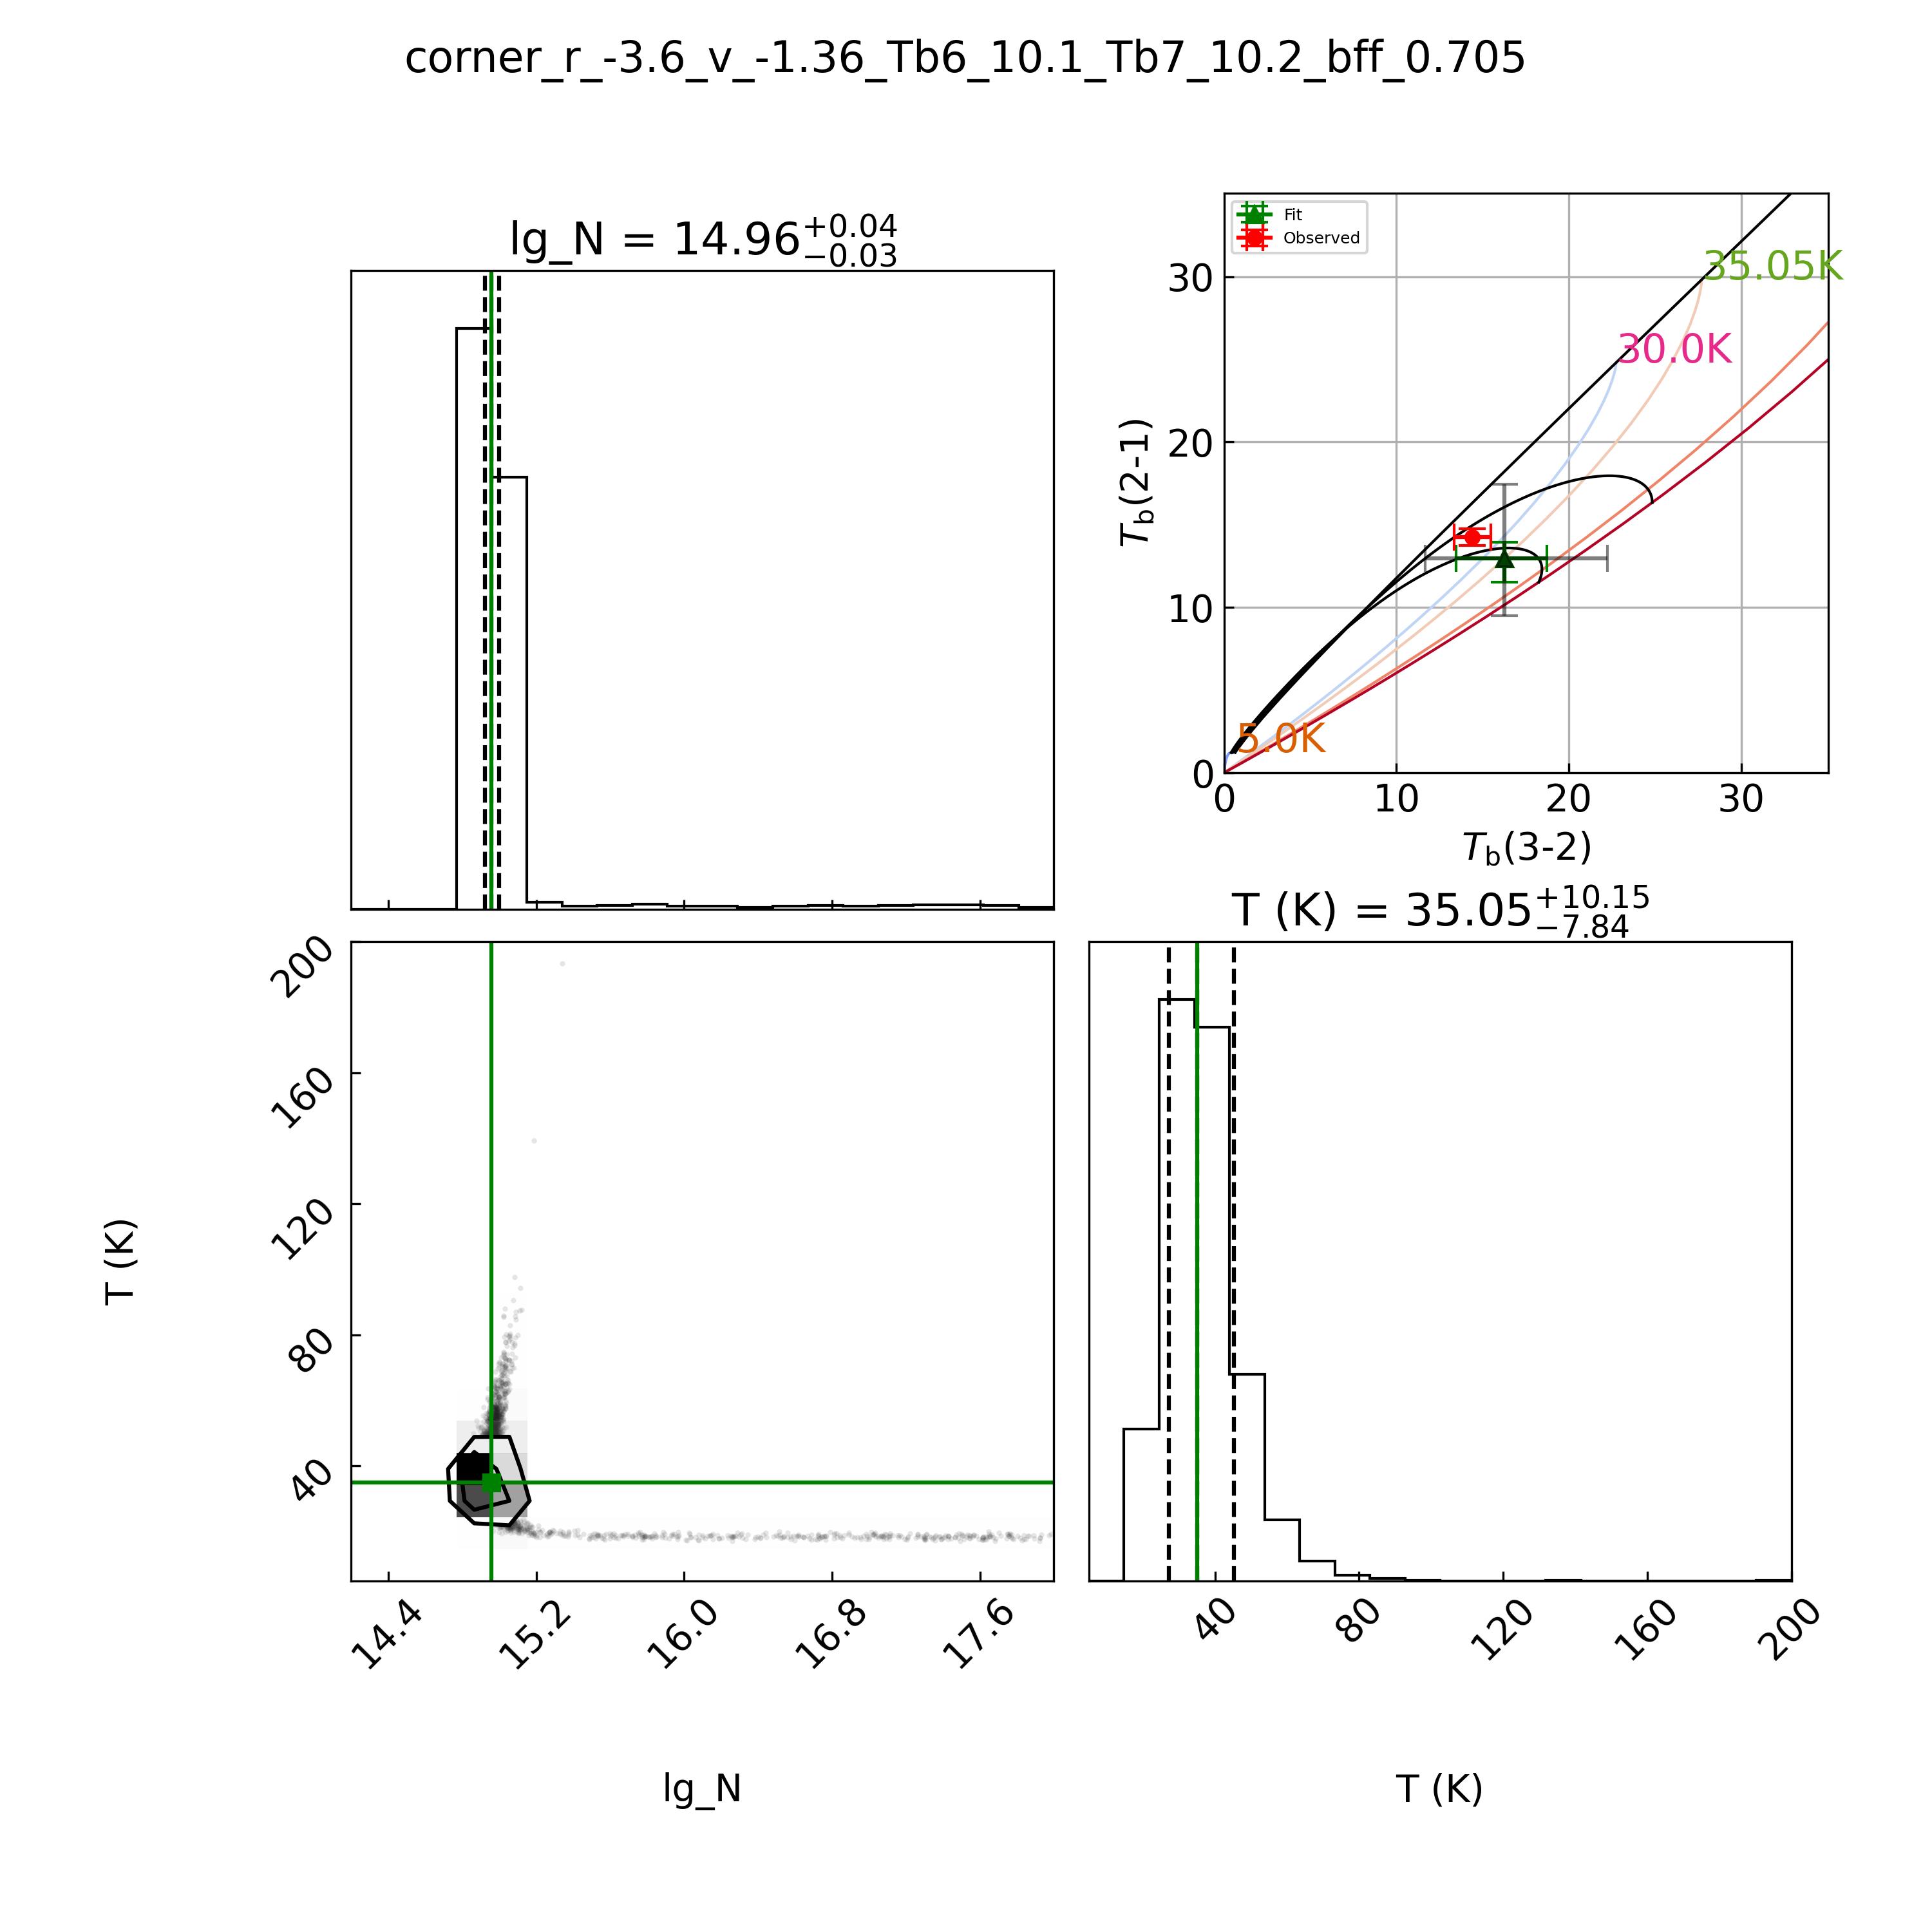 corner_r_-3.6_v_-1.36_Tb6_10.1_Tb7_10.2_bff_0.705
lg_N = 14.96+0.04−0.03
Fit
Observed
35.05K
30.0K
5.0K
30
20
10
0
Tb(2-1)
0 10 20 30
Tb(3-2)
T (K) = 35.05+10.15−7.84
200
160
120
80
40
T (K)
14.4 15.2 16.0 16.8 17.6
lg_N
40 80 120 160 200
T (K)